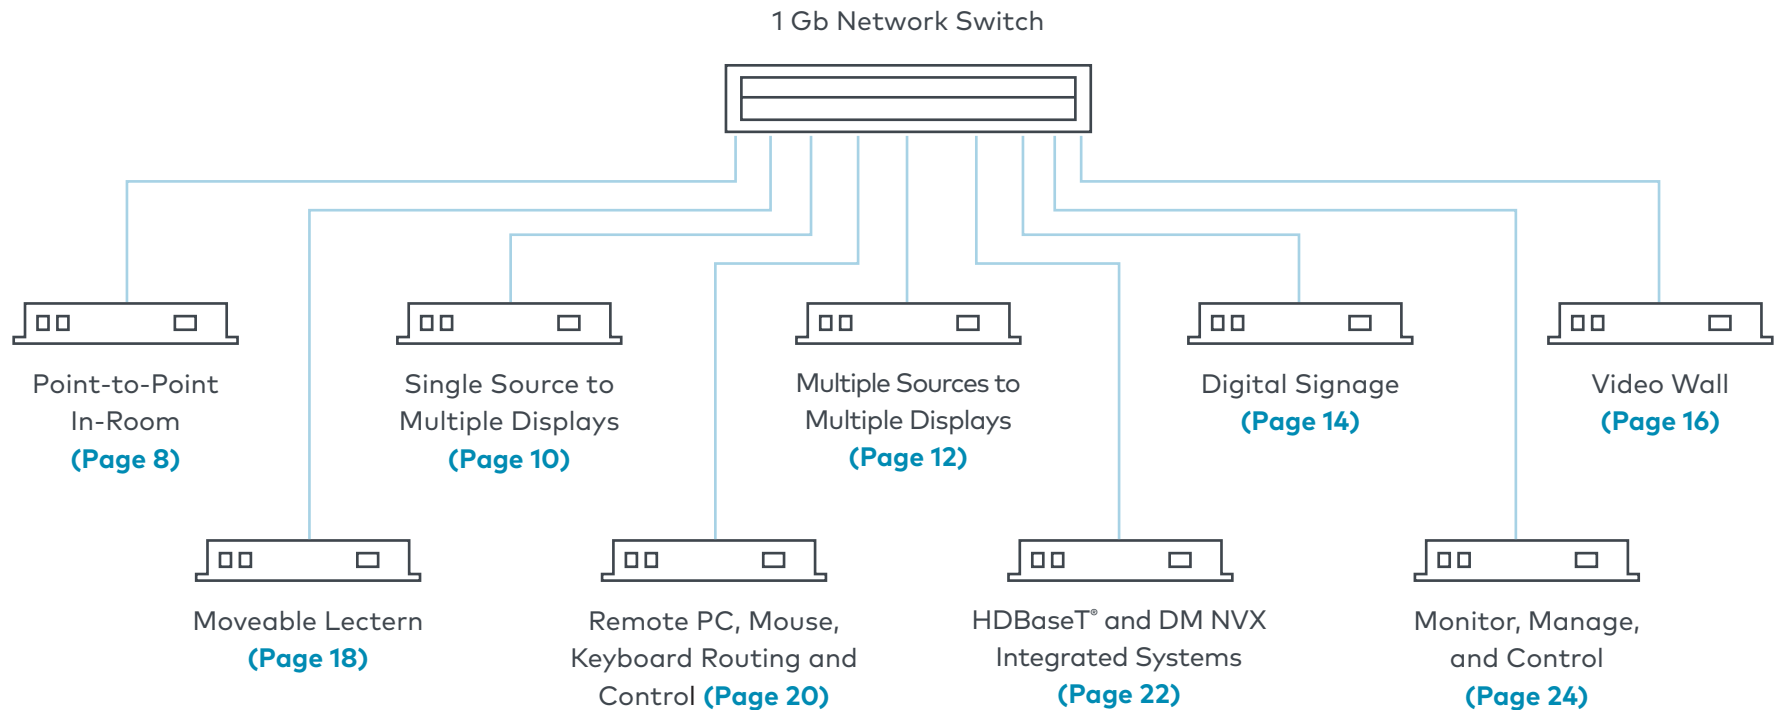 1 Gb Network Switch
Point-to-Point
In-Room
(Page 8)
Single Source to
Multiple Displays
(Page 10)
Multiple Sources to
Multiple Displays
(Page 12)
Digital Signage
(Page 14)
Video Wall
(Page 16)
Moveable Lectern
(Page 18)
Remote PC, Mouse,
Keyboard Routing and
Control (Page 20)
HDBaseT® and DM NVX
Integrated Systems
(Page 22)
Monitor, Manage,
and Control
(Page 24)